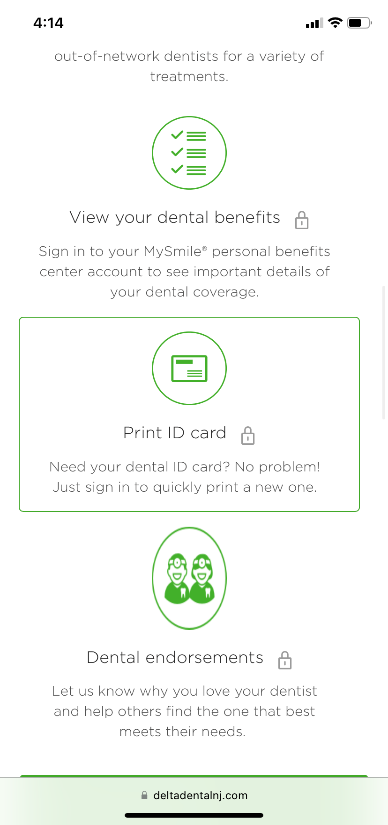 4:14
out-of-network dentists for a variety of
treatments.
View your dental benefits
Sign in to your MySmile® personal benefits
center account to see important details of
your dental coverage.
Print ID card
Need your dental ID card? No problem!
Just sign in to quickly print a new one.
Dental endorsements
Let us know why you love your dentist
and help others find the one that best
meets their needs.
deltadentalnj.com